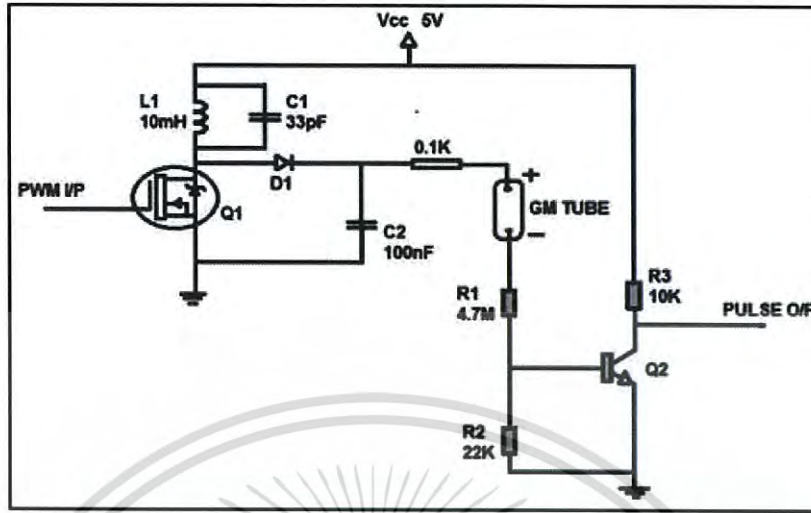 Vcc 5V
L1
10mH
C1
33pF
0.1K
PWM I/P
Q1
D1
C2
100nF
+
GM TUBE
–
R1
4.7M
R3
10K
PULSE O/P
Q2
R2
22K